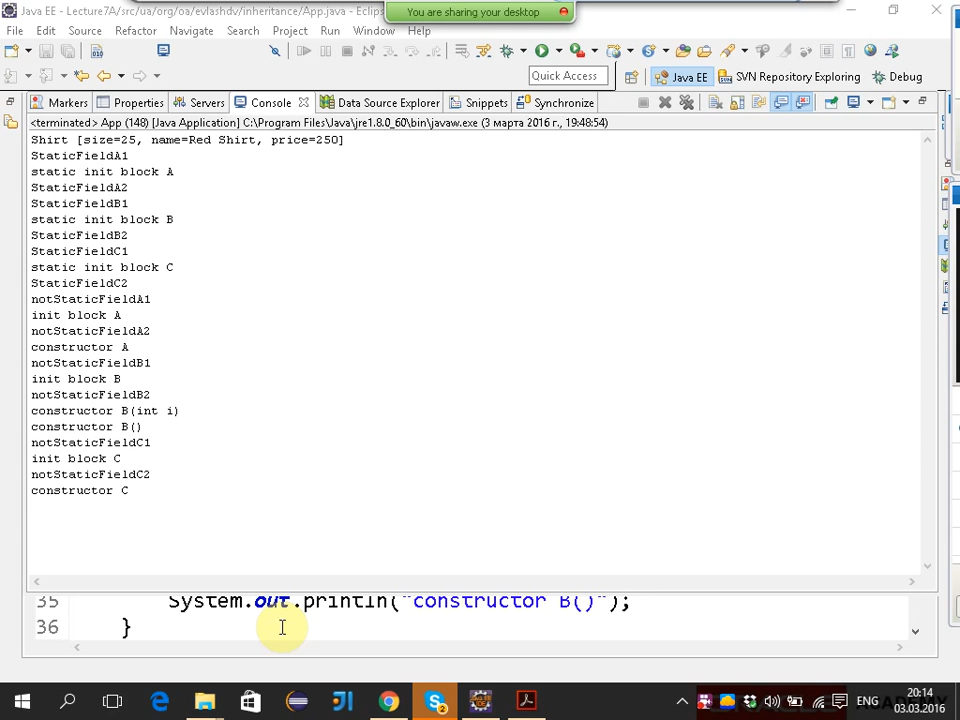 Java EE - Lecture7A/src/ua/org/oa/evlashdv/inheritance/App.java - Eclips
You are sharing your desktop
File Edit Source Refactor Navigate Search Project Run Window Help
Quick Access
Java EE
SVN Repository Exploring
Debug
Markers
Properties
Servers
Console
Data Source Explorer
Snippets
Synchronize
<terminated> App (148) [Java Application] C:\Program Files\Java\jre1.8.0_60\bin\javaw.exe (3 марта 2016 г., 19:48:54)
Shirt [size=25, name=Red Shirt, price=250]
StaticFieldA1
static init block A
StaticFieldA2
StaticFieldB1
static init block B
StaticFieldB2
StaticFieldC1
static init block C
StaticFieldC2
notStaticFieldA1
init block A
notStaticFieldA2
constructor A
notStaticFieldB1
init block B
notStaticFieldB2
constructor B(int i)
constructor B()
notStaticFieldC1
init block C
notStaticFieldC2
constructor C
35 System.out.println("constructor B()");
36 }
ENG
20:14
03.03.2016